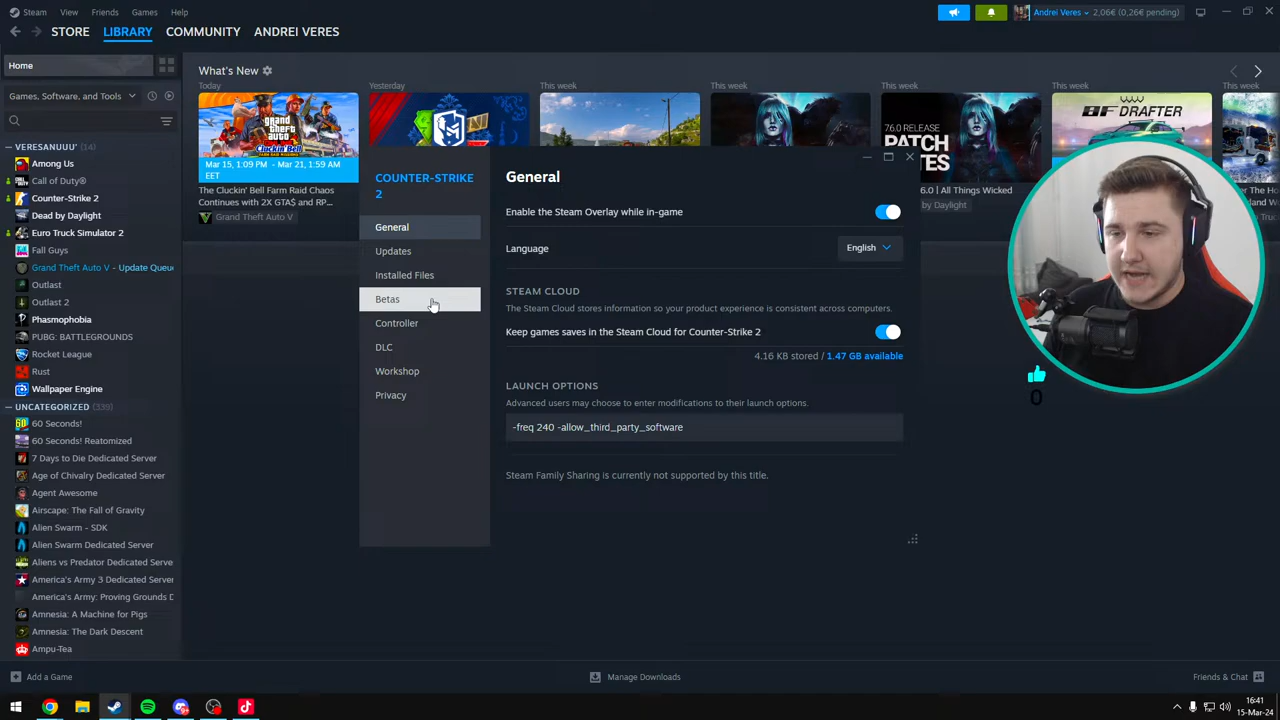 Steam View Friends Games Help
Andrei Veres 2,06€ (0,26€ pending)
STORE LIBRARY COMMUNITY ANDREI VERES
Home
Games, Software, and Tools
VERESANUUU' (14)
Among Us
Call of Duty®
Counter-Strike 2
Dead by Daylight
Euro Truck Simulator 2
Fall Guys
Grand Theft Auto V - Update Queu
Outlast
Outlast 2
Phasmophobia
PUBG: BATTLEGROUNDS
Rocket League
Rust
Wallpaper Engine
UNCATEGORIZED (339)
60 Seconds!
60 Seconds! Reatomized
7 Days to Die Dedicated Server
Age of Chivalry Dedicated Server
Agent Awesome
Airscape: The Fall of Gravity
Alien Swarm - SDK
Alien Swarm Dedicated Server
Aliens vs Predator Dedicated Serve
America's Army 3 Dedicated Server
America's Army: Proving Grounds D
Amnesia: A Machine for Pigs
Amnesia: The Dark Descent
Ampu-Tea
What's New
Today Yesterday This week This week This week This week This week
grand theft auto V
Cluckin' Bell
Mar 15, 1:09 PM - Mar 21, 1:59 AM
EET
The Cluckin' Bell Farm Raid Chaos
Continues with 2X GTA$ and RP...
Grand Theft Auto V
7.6.0 RELEASE
PATCH
DRAFTER
6.0 | All Things Wicked
d by Daylight
The Ho
COUNTER-STRIKE
2
General
Updates
Installed Files
Betas
Controller
DLC
Workshop
Privacy
General
Enable the Steam Overlay while in-game
Language English
STEAM CLOUD
The Steam Cloud stores information so your product experience is consistent across computers.
Keep games saves in the Steam Cloud for Counter-Strike 2
4.16 KB stored / 1.47 GB available
LAUNCH OPTIONS
Advanced users may choose to enter modifications to their launch options.
-freq 240 -allow_third_party_software
Steam Family Sharing is currently not supported by this title.
0
Add a Game Manage Downloads Friends & Chat
16:41
15-Mar-24